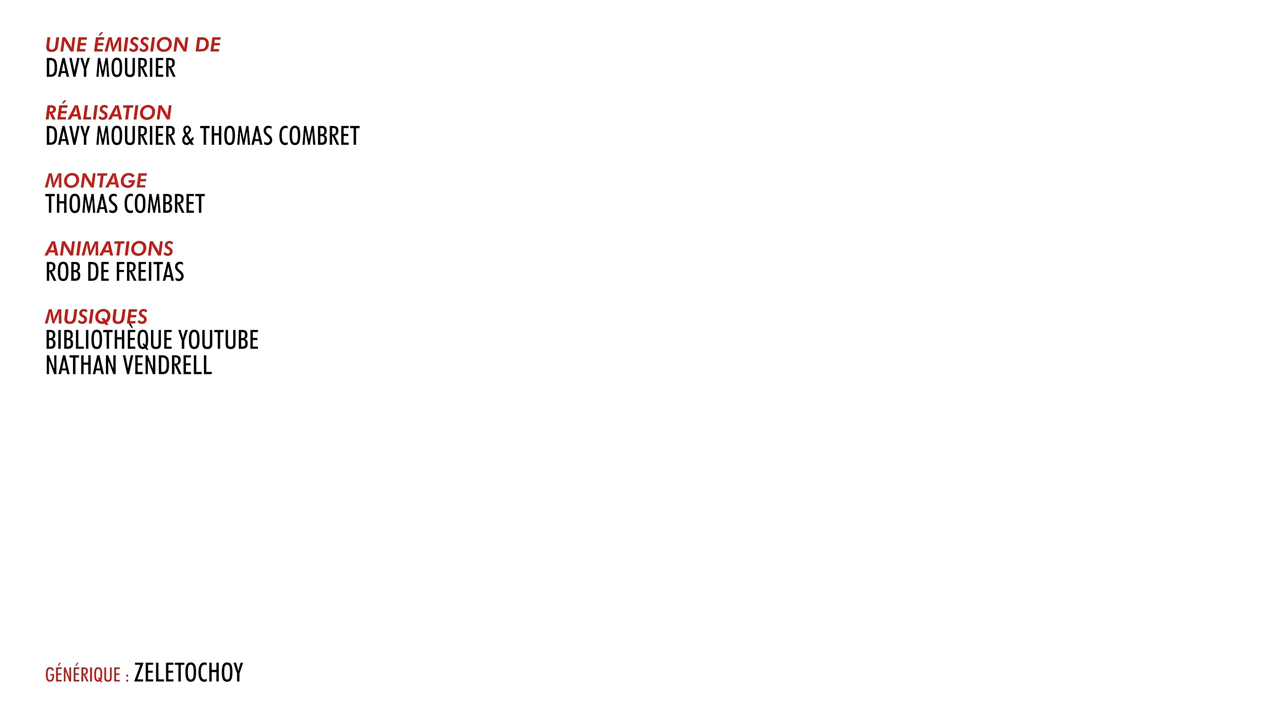 UNE ÉMISSION DE
DAVY MOURIER
RÉALISATION
DAVY MOURIER & THOMAS COMBRET
MONTAGE
THOMAS COMBRET
ANIMATIONS
ROB DE FREITAS
MUSIQUES
BIBLIOTHÈQUE YOUTUBE
NATHAN VENDRELL
GÉNÉRIQUE : ZELETOCHOY